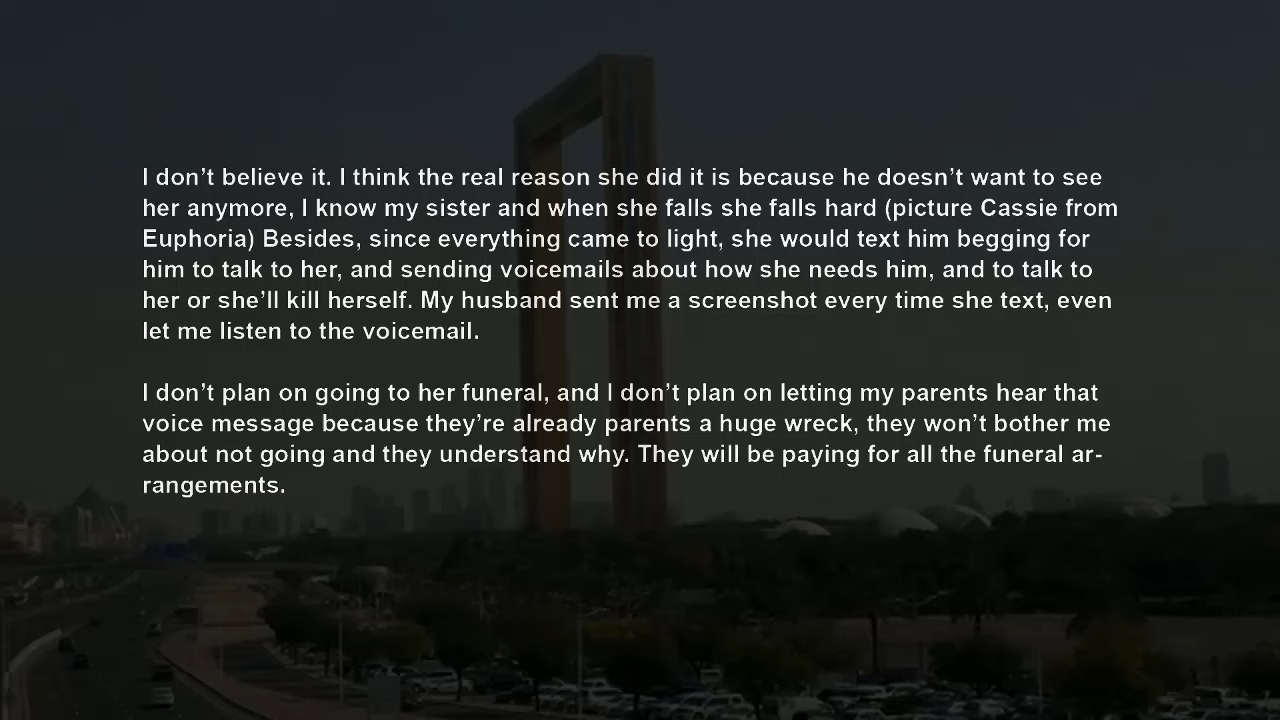 I don’t believe it. I think the real reason she did it is because he doesn’t want to see
her anymore, I know my sister and when she falls she falls hard (picture Cassie from
Euphoria) Besides, since everything came to light, she would text him begging for
him to talk to her, and sending voicemails about how she needs him, and to talk to
her or she’ll kill herself. My husband sent me a screenshot every time she text, even
let me listen to the voicemail.
I don’t plan on going to her funeral, and I don’t plan on letting my parents hear that
voice message because they’re already parents a huge wreck, they won’t bother me
about not going and they understand why. They will be paying for all the funeral ar-
rangements.